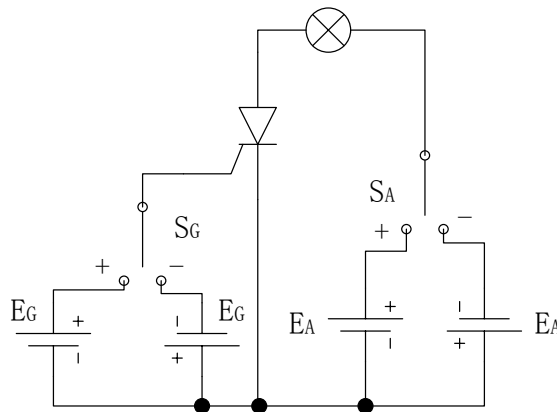 SG
SA
+ −
+ −
EG + −
− + EG
EA + −
− + EA